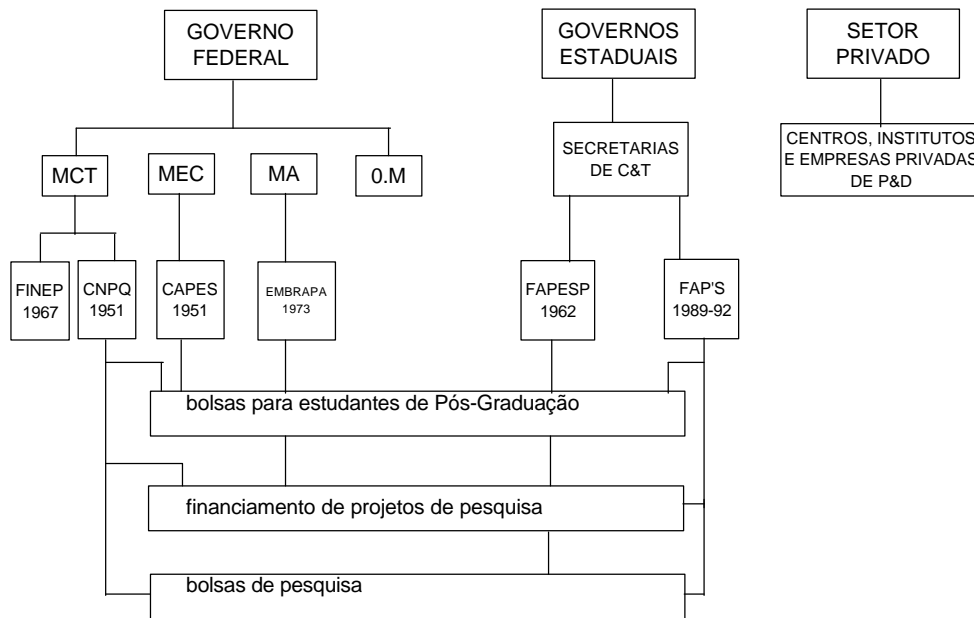 GOVERNO
FEDERAL
GOVERNOS
ESTADUAIS
SETOR
PRIVADO
MCT
MEC
MA
0.M
SECRETARIAS
DE C&T
CENTROS, INSTITUTOS
E EMPRESAS PRIVADAS
DE P&D
FINEP
1967
CNPQ
1951
CAPES
1951
EMBRAPA
1973
FAPESP
1962
FAP'S
1989-92
bolsas para estudantes de Pós-Graduação
financiamento de projetos de pesquisa
bolsas de pesquisa